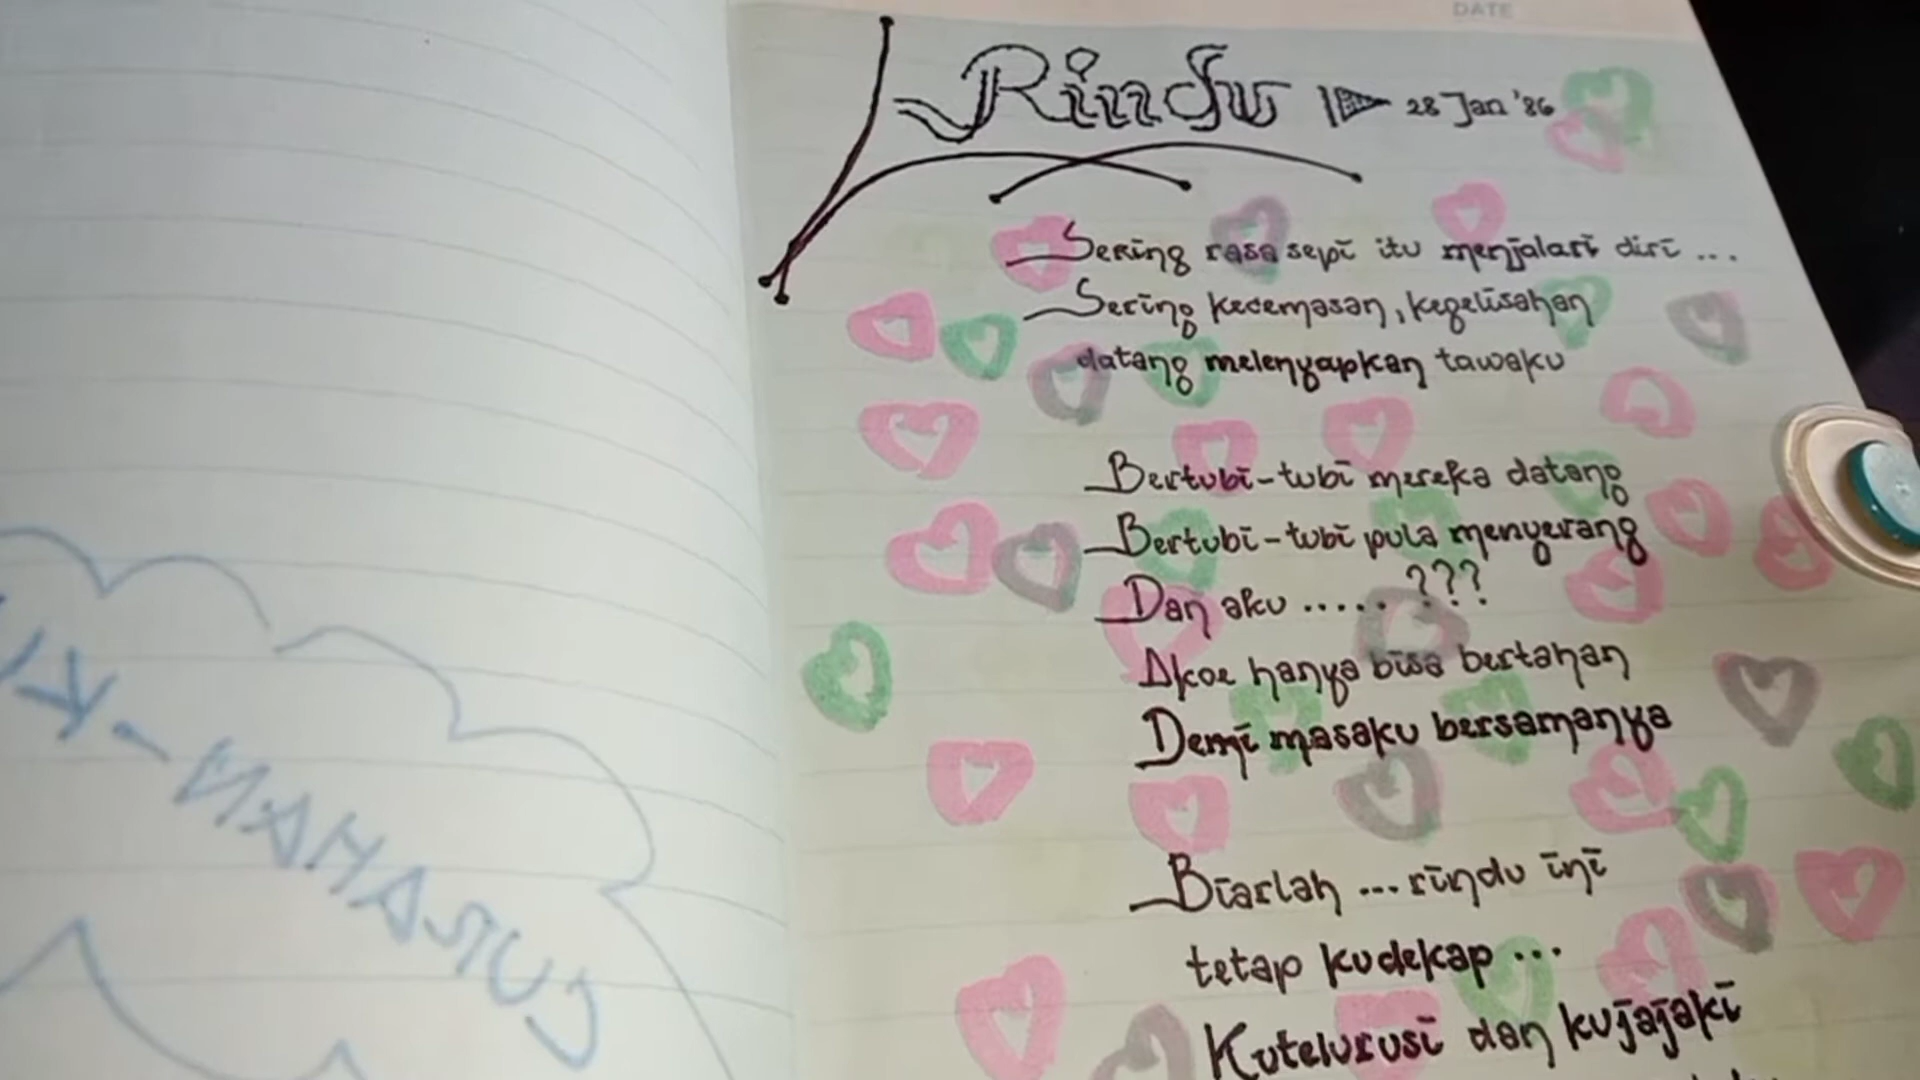 DATE
Rindu 28 Jan '86
Sering rasa sepi itu menjalari diri ...
Sering kecemasan, kegelisahan
datang melenyapkan tawaku
Bertubi-tubi mereka datang
Bertubi-tubi pula menyerang
Dan aku ..... ???
Akoe hanya bisa bertahan
Demi masaku bersamanya
Biarlah ... rindu ini
tetap kudekap ...
Kutelurusi dan kujajaki
CURAHAN-